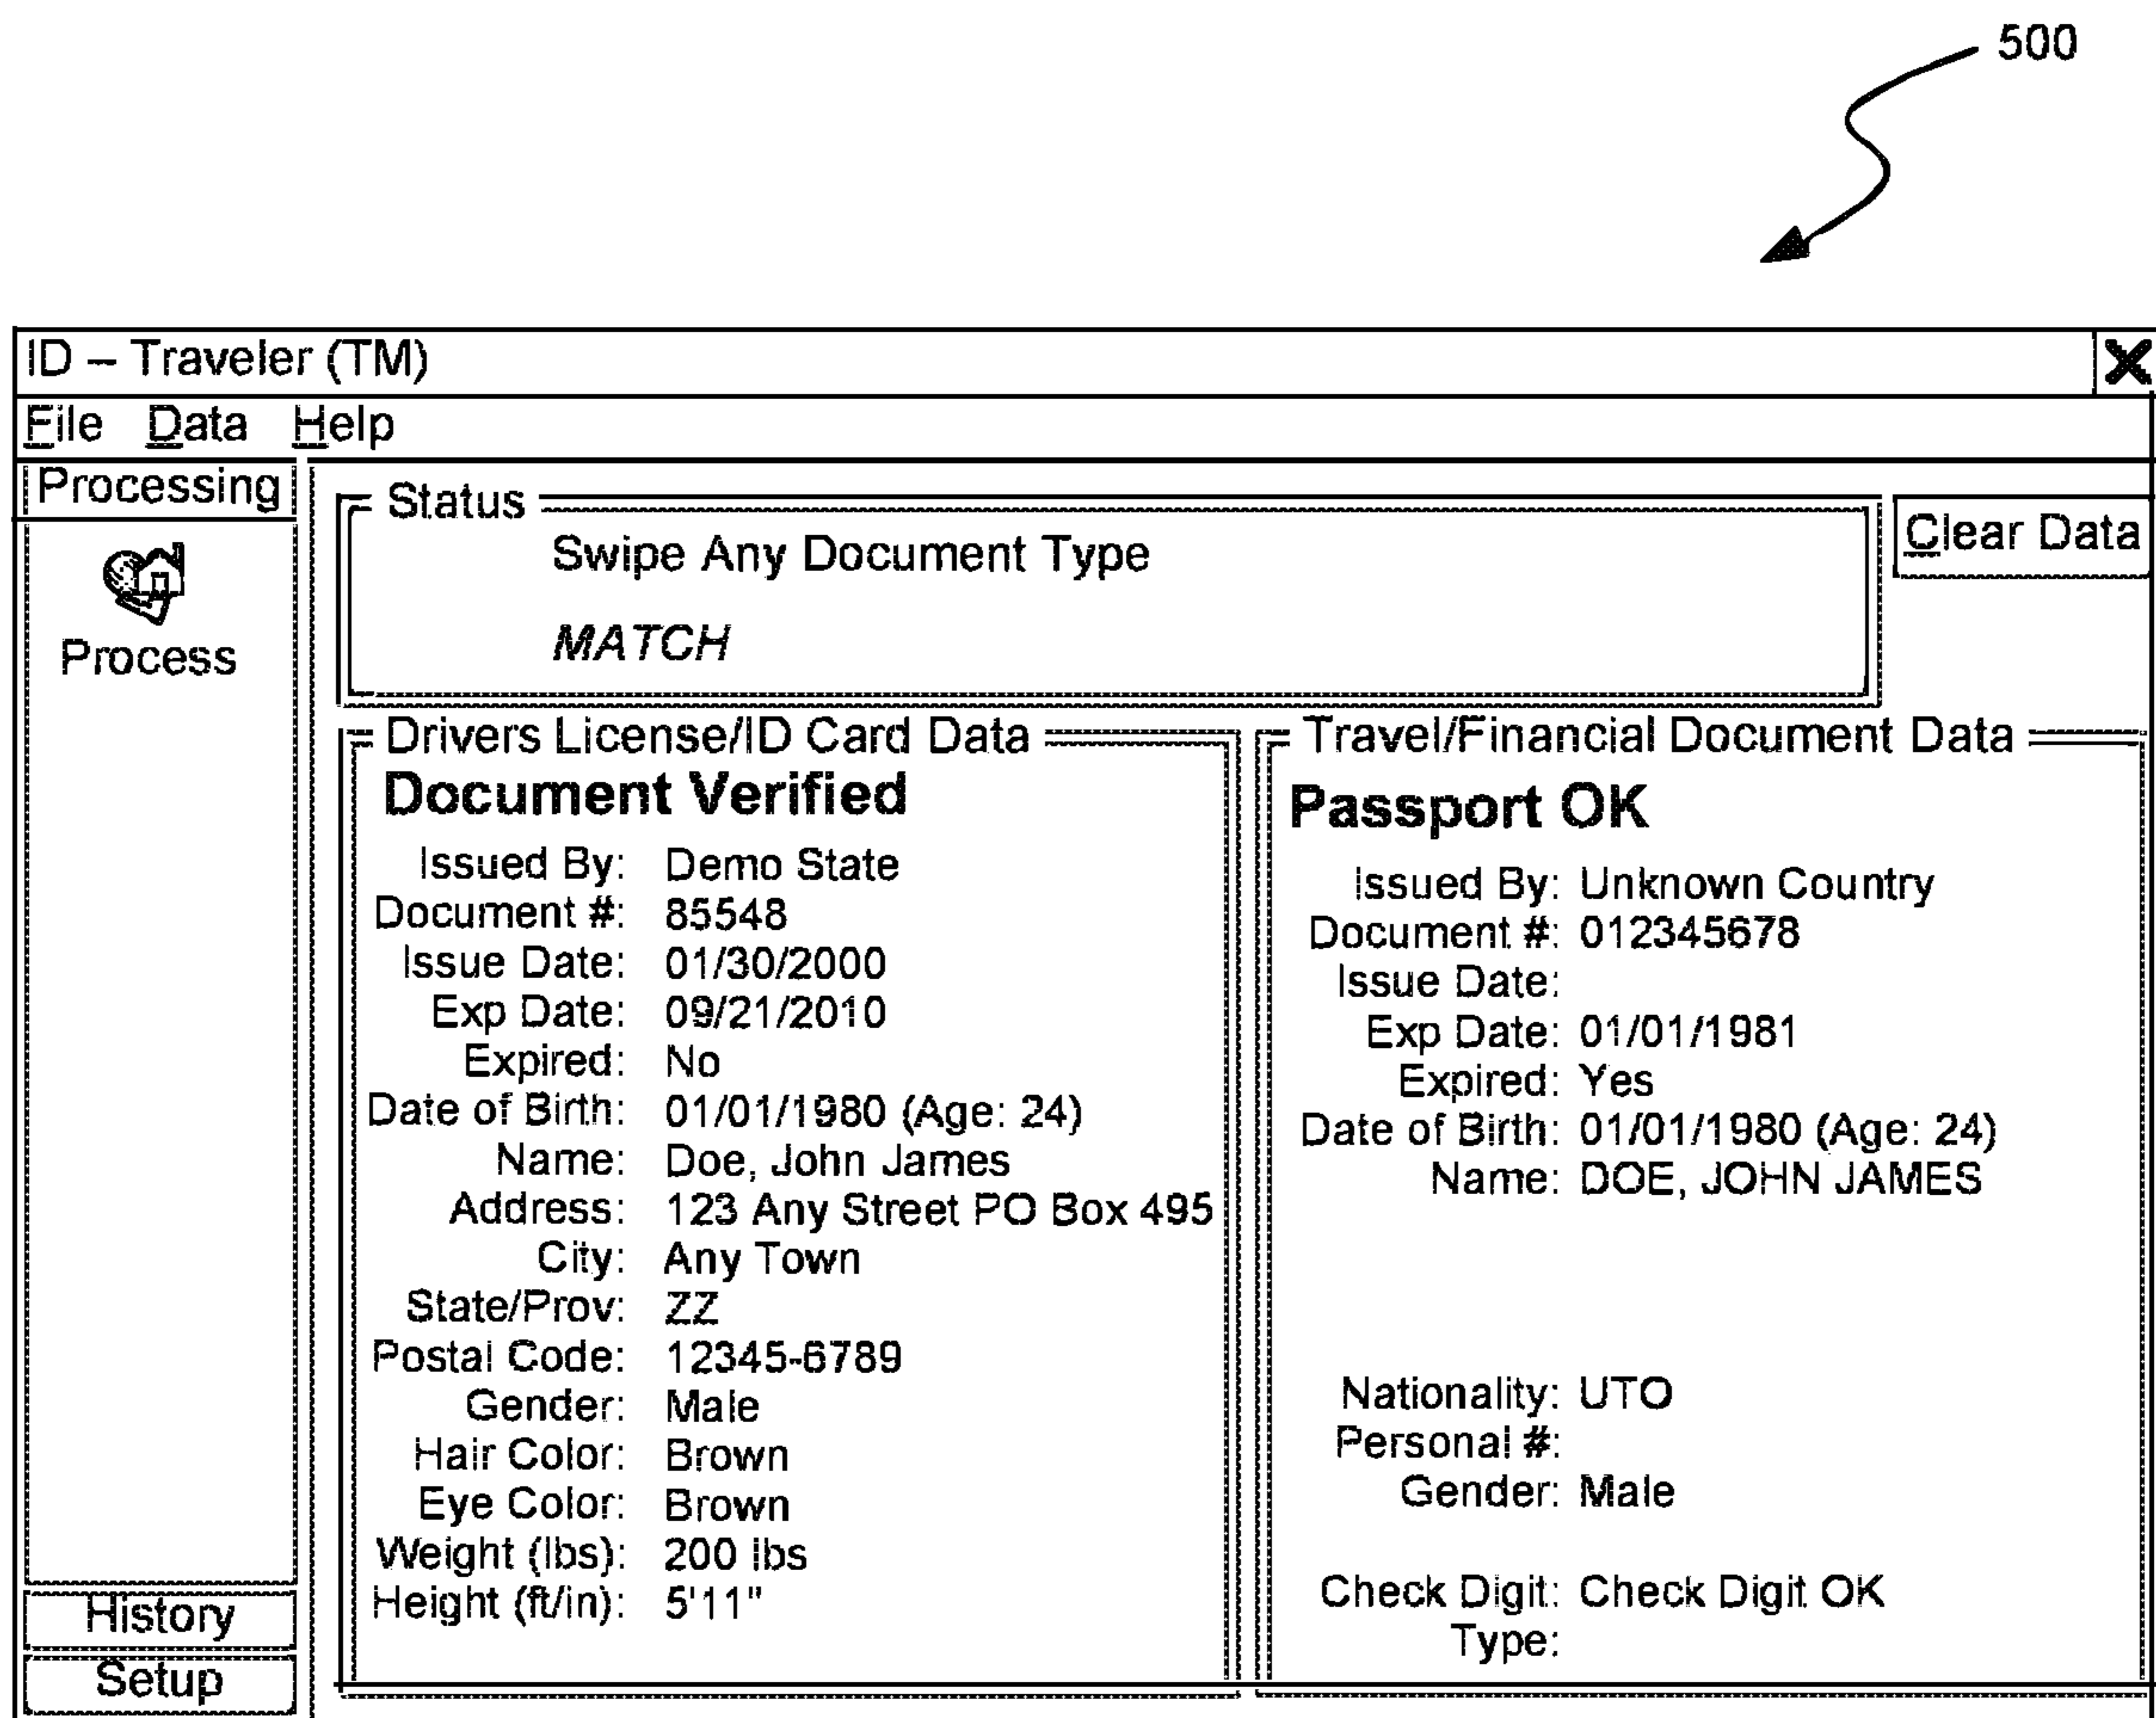 500
ID – Traveler (TM)
X
File Data Help
Processing
Process
History
Setup
Status
Swipe Any Document Type
MATCH
Clear Data
Drivers License/ID Card Data
Document Verified
Issued By: Demo State
Document #: 85548
Issue Date: 01/30/2000
Exp Date: 09/21/2010
Expired: No
Date of Birth: 01/01/1980 (Age: 24)
Name: Doe, John James
Address: 123 Any Street PO Box 495
City: Any Town
State/Prov: ZZ
Postal Code: 12345-6789
Gender: Male
Hair Color: Brown
Eye Color: Brown
Weight (lbs): 200 lbs
Height (ft/in): 5'11"
Travel/Financial Document Data
Passport OK
Issued By: Unknown Country
Document #: 012345678
Issue Date:
Exp Date: 01/01/1981
Expired: Yes
Date of Birth: 01/01/1980 (Age: 24)
Name: DOE, JOHN JAMES
Nationality: UTO
Personal #:
Gender: Male
Check Digit: Check Digit OK
Type: